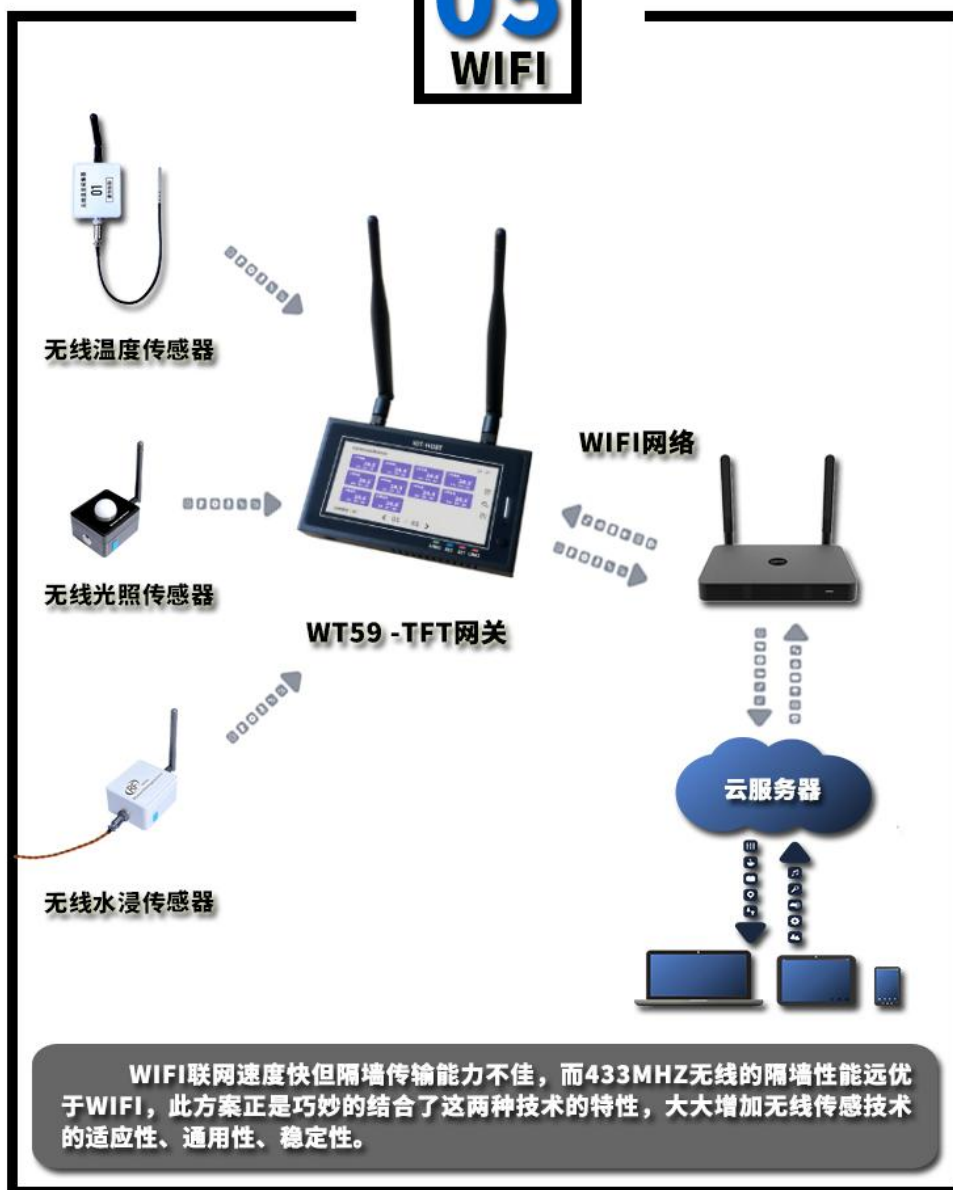 05
WIFI
01
无线温度传感器
IOT-HOST
WIFI网络
无线光照传感器
WT59 -TFT网关
云服务器
无线水浸传感器
WIFI联网速度快但隔墙传输能力不佳，而433MHZ无线的隔墙性能远优
于WIFI，此方案正是巧妙的结合了这两种技术的特性，大大增加无线传感技术
的适应性、通用性、稳定性。